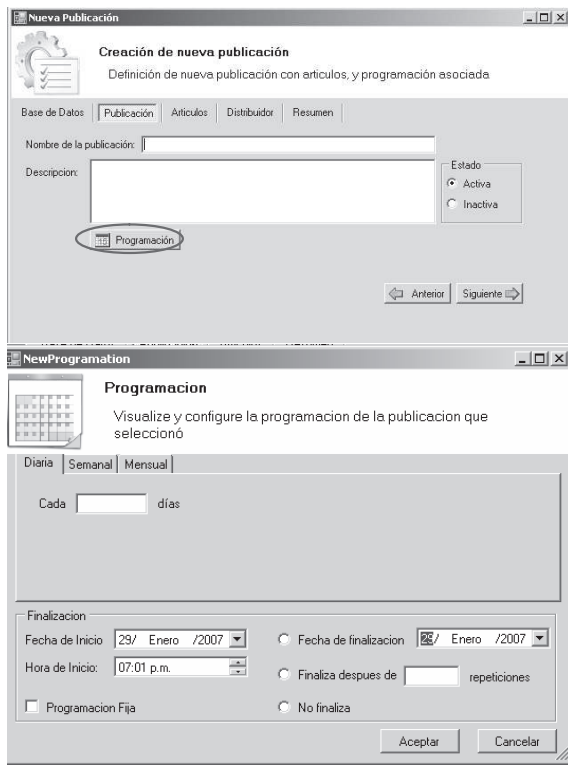 Nueva Publicación
Creación de nueva publicación
Definición de nueva publicación con articulos, y programación asociada
Base de Datos Publicación Articulos Distribuidor Resumen
Nombre de la publicación:
Descripcion:
Estado
Activa
Inactiva
Programación
Anterior Siguiente
NewProgramation
Programacion
Visualize y configure la programacion de la publicacion que
seleccionó
Diaria Semanal Mensual
Cada días
Finalizacion
Fecha de Inicio 29/ Enero /2007 Fecha de finalizacion 29/ Enero /2007
Hora de Inicio: 07:01 p.m. Finaliza despues de repeticiones
Programacion Fija No finaliza
Aceptar Cancelar